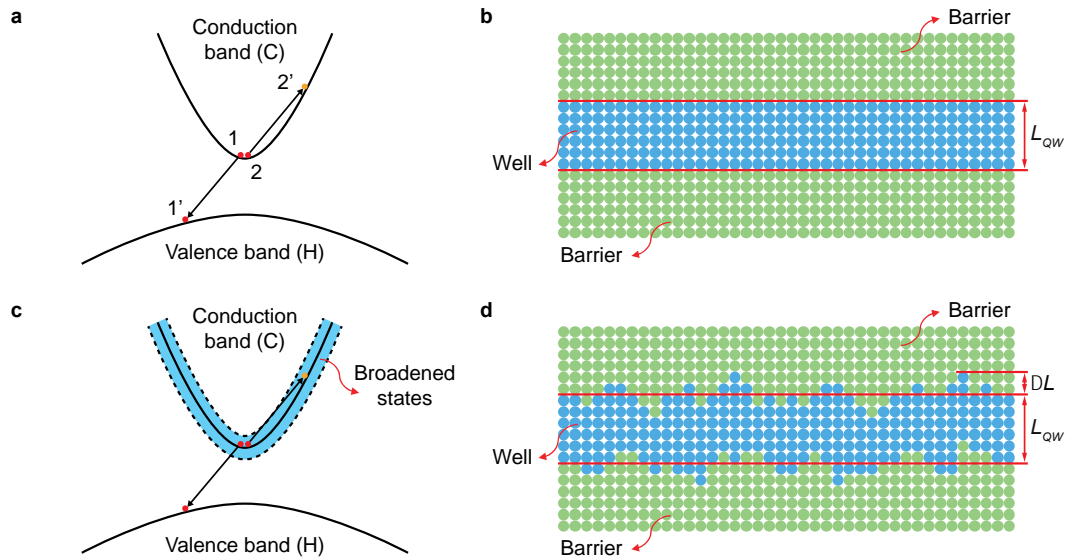 a
Conduction
band (C)
2'
1
2
1'
Valence band (H)
b
Barrier
Well
L_QW
Barrier
c
Conduction
band (C)
Broadened
states
Valence band (H)
d
Barrier
DL
L_QW
Well
Barrier